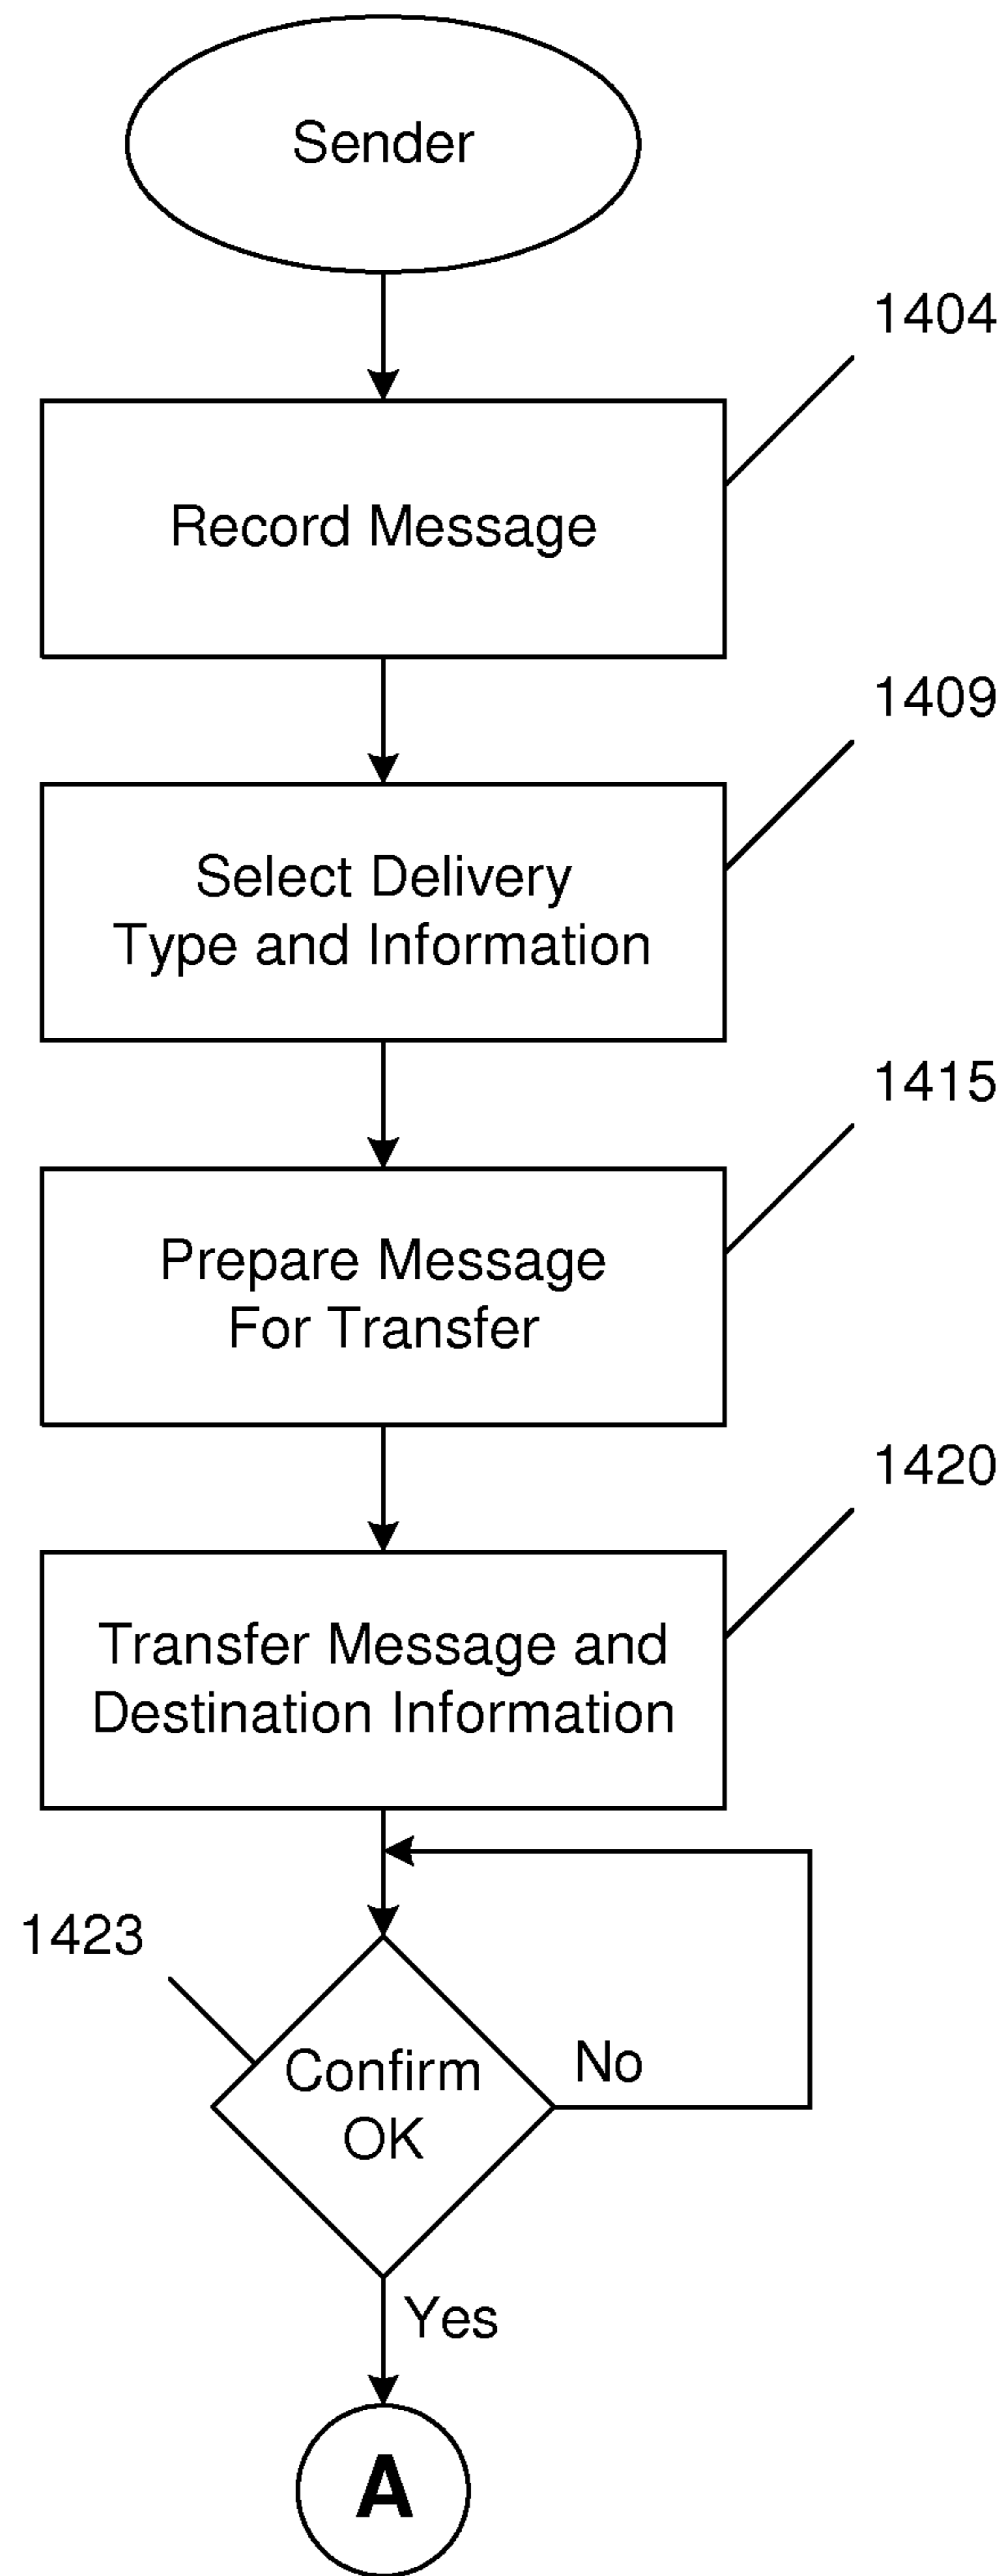 Sender
1404
Record Message
1409
Select Delivery
Type and Information
1415
Prepare Message
For Transfer
1420
Transfer Message and
Destination Information
1423
Confirm
OK
No
Yes
A